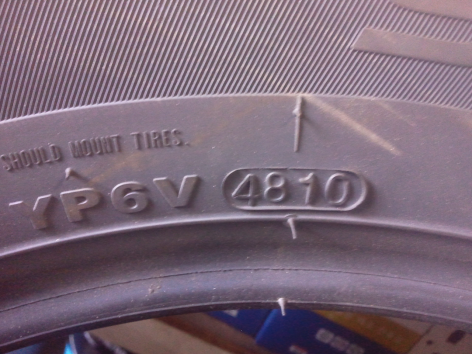 SHOULD MOUNT TIRES.
YP6V 4810